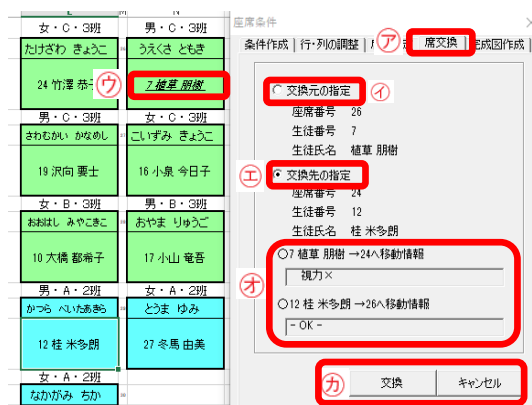 女・C・3班
男・C・3班
たけざわ きょうこ
うえくさ ともき
24 竹澤 恭
㋒
7 植草 朋樹
男・C・3班
女・C・3班
さわむかい かなめし
こいずみ きょうこ
19 沢向 要士
16 小泉 今日子
女・B・3班
男・B・3班
おおはし みやこきこ
おやま りゅうご
10 大橋 都希子
17 小山 竜吾
男・A・2班
女・A・2班
かつら べいたあきら
とうま ゆみ
12 桂 米多朗
27 冬馬 由美
女・A・2班
なかがみ ちか
席条件
条件作成
行・列の調整
㋐
席交換
完成図作成
交換元の指定
㋑
座席番号 26
生徒番号 7
生徒氏名 植草 朋樹
㋓
交換先の指定
座席番号 24
生徒番号 12
生徒氏名 桂 米多朗
㋔
○7 植草 朋樹 →24へ移動情報
視力×
○12 桂 米多朗 →26へ移動情報
- OK -
㋕
交換
キャンセル